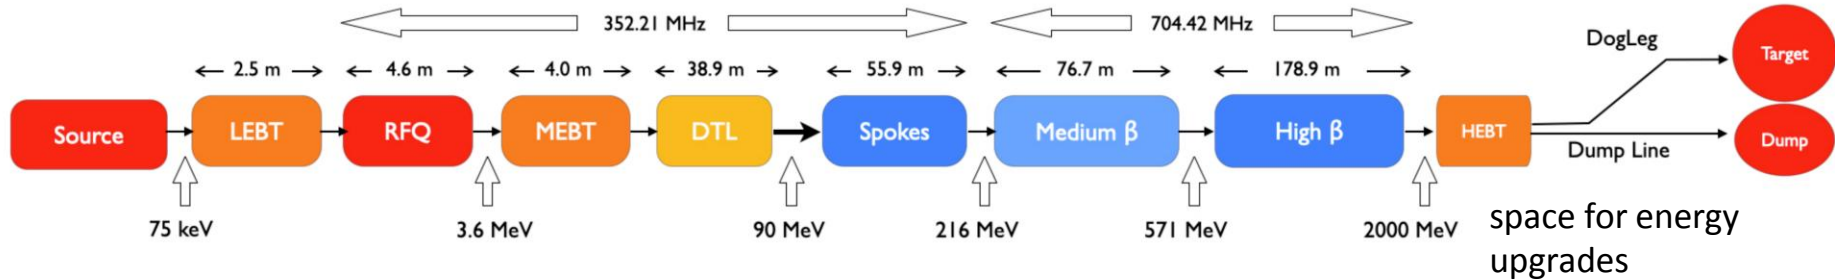 352.21 MHz
704.42 MHz
2.5 m
4.6 m
4.0 m
38.9 m
55.9 m
76.7 m
178.9 m
DogLeg
Target
Source
LEBT
RFQ
MEBT
DTL
Spokes
Medium β
High β
HEBT
Dump Line
Dump
75 keV
3.6 MeV
90 MeV
216 MeV
571 MeV
2000 MeV
space for energy
upgrades